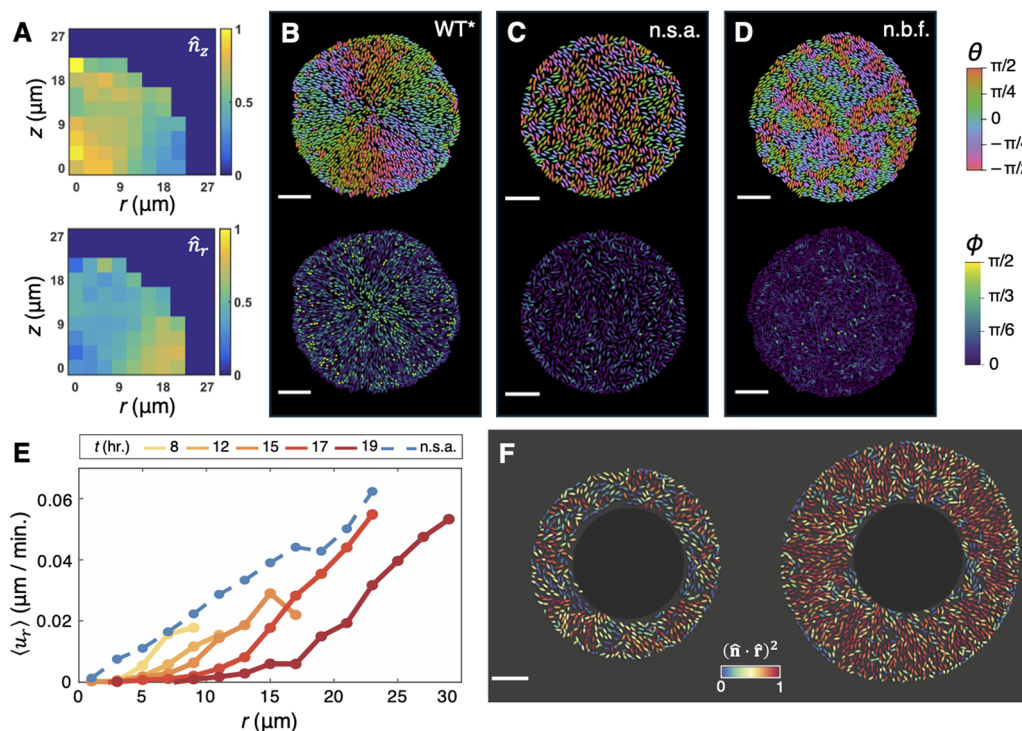 A
n̂z
1
0.5
0
z (µm)
27
18
9
0
0
9
18
27
r (µm)
n̂r
1
0.5
0
z (µm)
27
18
9
0
0
9
18
27
r (µm)
B
WT*
C
n.s.a.
D
n.b.f.
θ
π/2
π/4
0
−π/4
−π/2
ϕ
π/2
π/3
π/6
0
E
t (hr.) 8 12 15 17 19 n.s.a.
⟨ur⟩ (µm / min.)
0.06
0.04
0.02
0
0 5 10 15 20 25 30
r (µm)
F
(n̂ · r̂)²
0 1